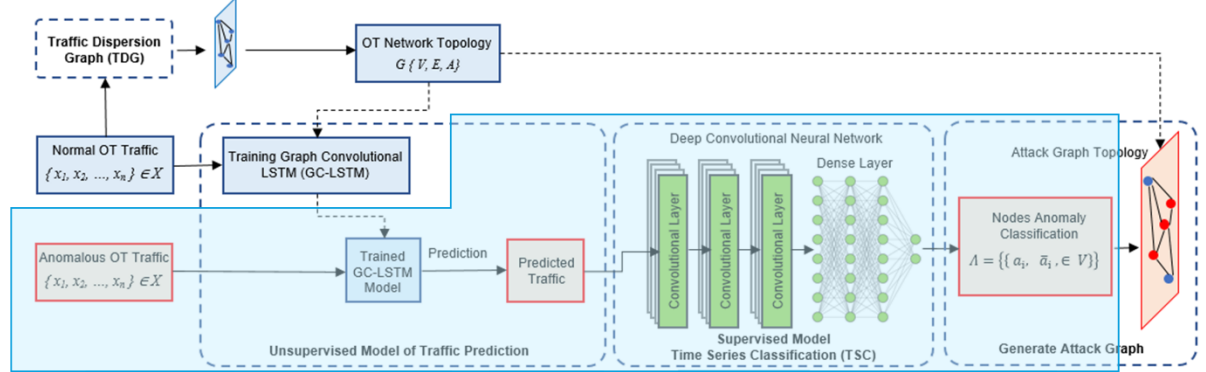 Traffic Dispersion
Graph (TDG)
OT Network Topology
G { V, E, A}
Normal OT Traffic
{ x1, x2, ..., xn } ∈ X
Training Graph Convolutional
LSTM (GC-LSTM)
Deep Convolutional Neural Network
Dense Layer
Attack Graph Topology
Convolutional Layer
Convolutional Layer
Convolutional Layer
Anomalous OT Traffic
{ x1, x2, ..., xn } ∈ X
Trained
GC-LSTM
Model
Prediction
Predicted
Traffic
Nodes Anomaly
Classification
Λ = {{ ai, āi , ∈ V}}
Unsupervised Model of Traffic Prediction
Supervised Model
Time Series Classification (TSC)
Generate Attack Graph